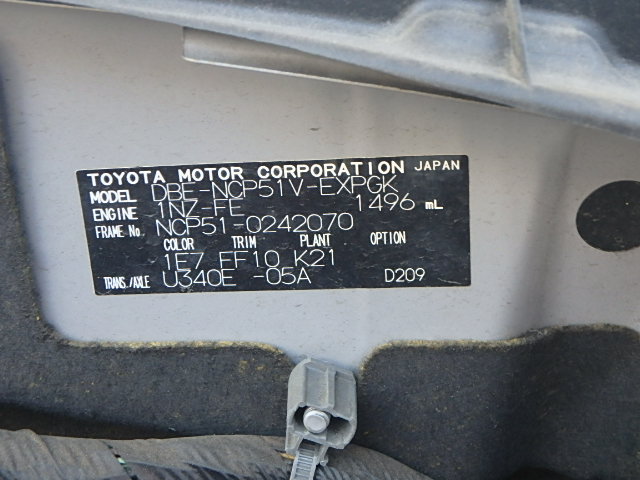 TOYOTA MOTOR CORPORATION JAPAN
MODEL DBE-NCP51V-EXPGK
ENGINE 1NZ-FE 1496 mL
FRAME No. NCP51-0242070
COLOR TRIM PLANT OPTION
1E7 FF10 K21
TRANS./AXLE U340E -05A D209